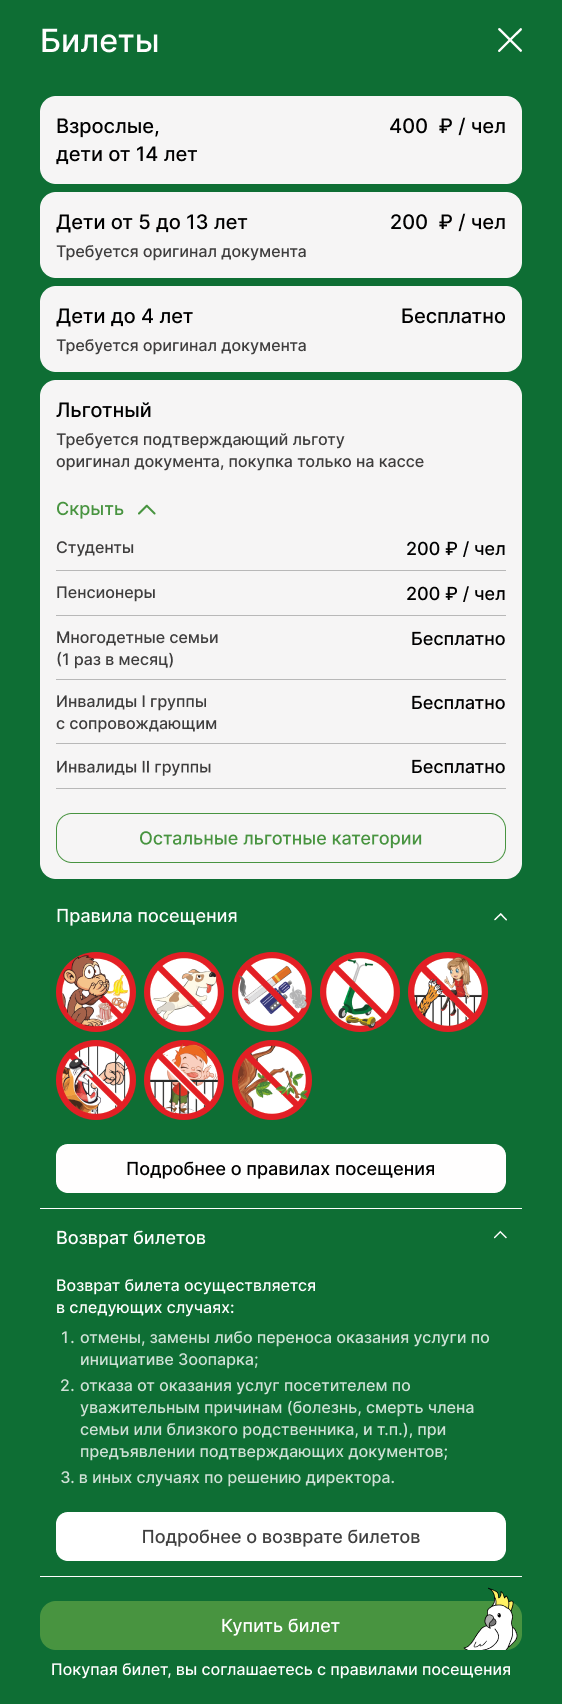 Билеты
Взрослые,
дети от 14 лет
400 ₽ / чел
Дети от 5 до 13 лет
200 ₽ / чел
Требуется оригинал документа
Дети до 4 лет
Бесплатно
Требуется оригинал документа
Льготный
Требуется подтверждающий льготу
оригинал документа, покупка только на кассе
Скрыть
Студенты
200 ₽ / чел
Пенсионеры
200 ₽ / чел
Многодетные семьи
(1 раз в месяц)
Бесплатно
Инвалиды I группы
с сопровождающим
Бесплатно
Инвалиды II группы
Бесплатно
Остальные льготные категории
Правила посещения
Подробнее о правилах посещения
Возврат билетов
Возврат билета осуществляется
в следующих случаях:
1. отмены, замены либо переноса оказания услуги по
инициативе Зоопарка;
2. отказа от оказания услуг посетителем по
уважительным причинам (болезнь, смерть члена
семьи или близкого родственника, и т.п.), при
предъявлении подтверждающих документов;
3. в иных случаях по решению директора.
Подробнее о возврате билетов
Купить билет
Покупая билет, вы соглашаетесь с правилами посещения